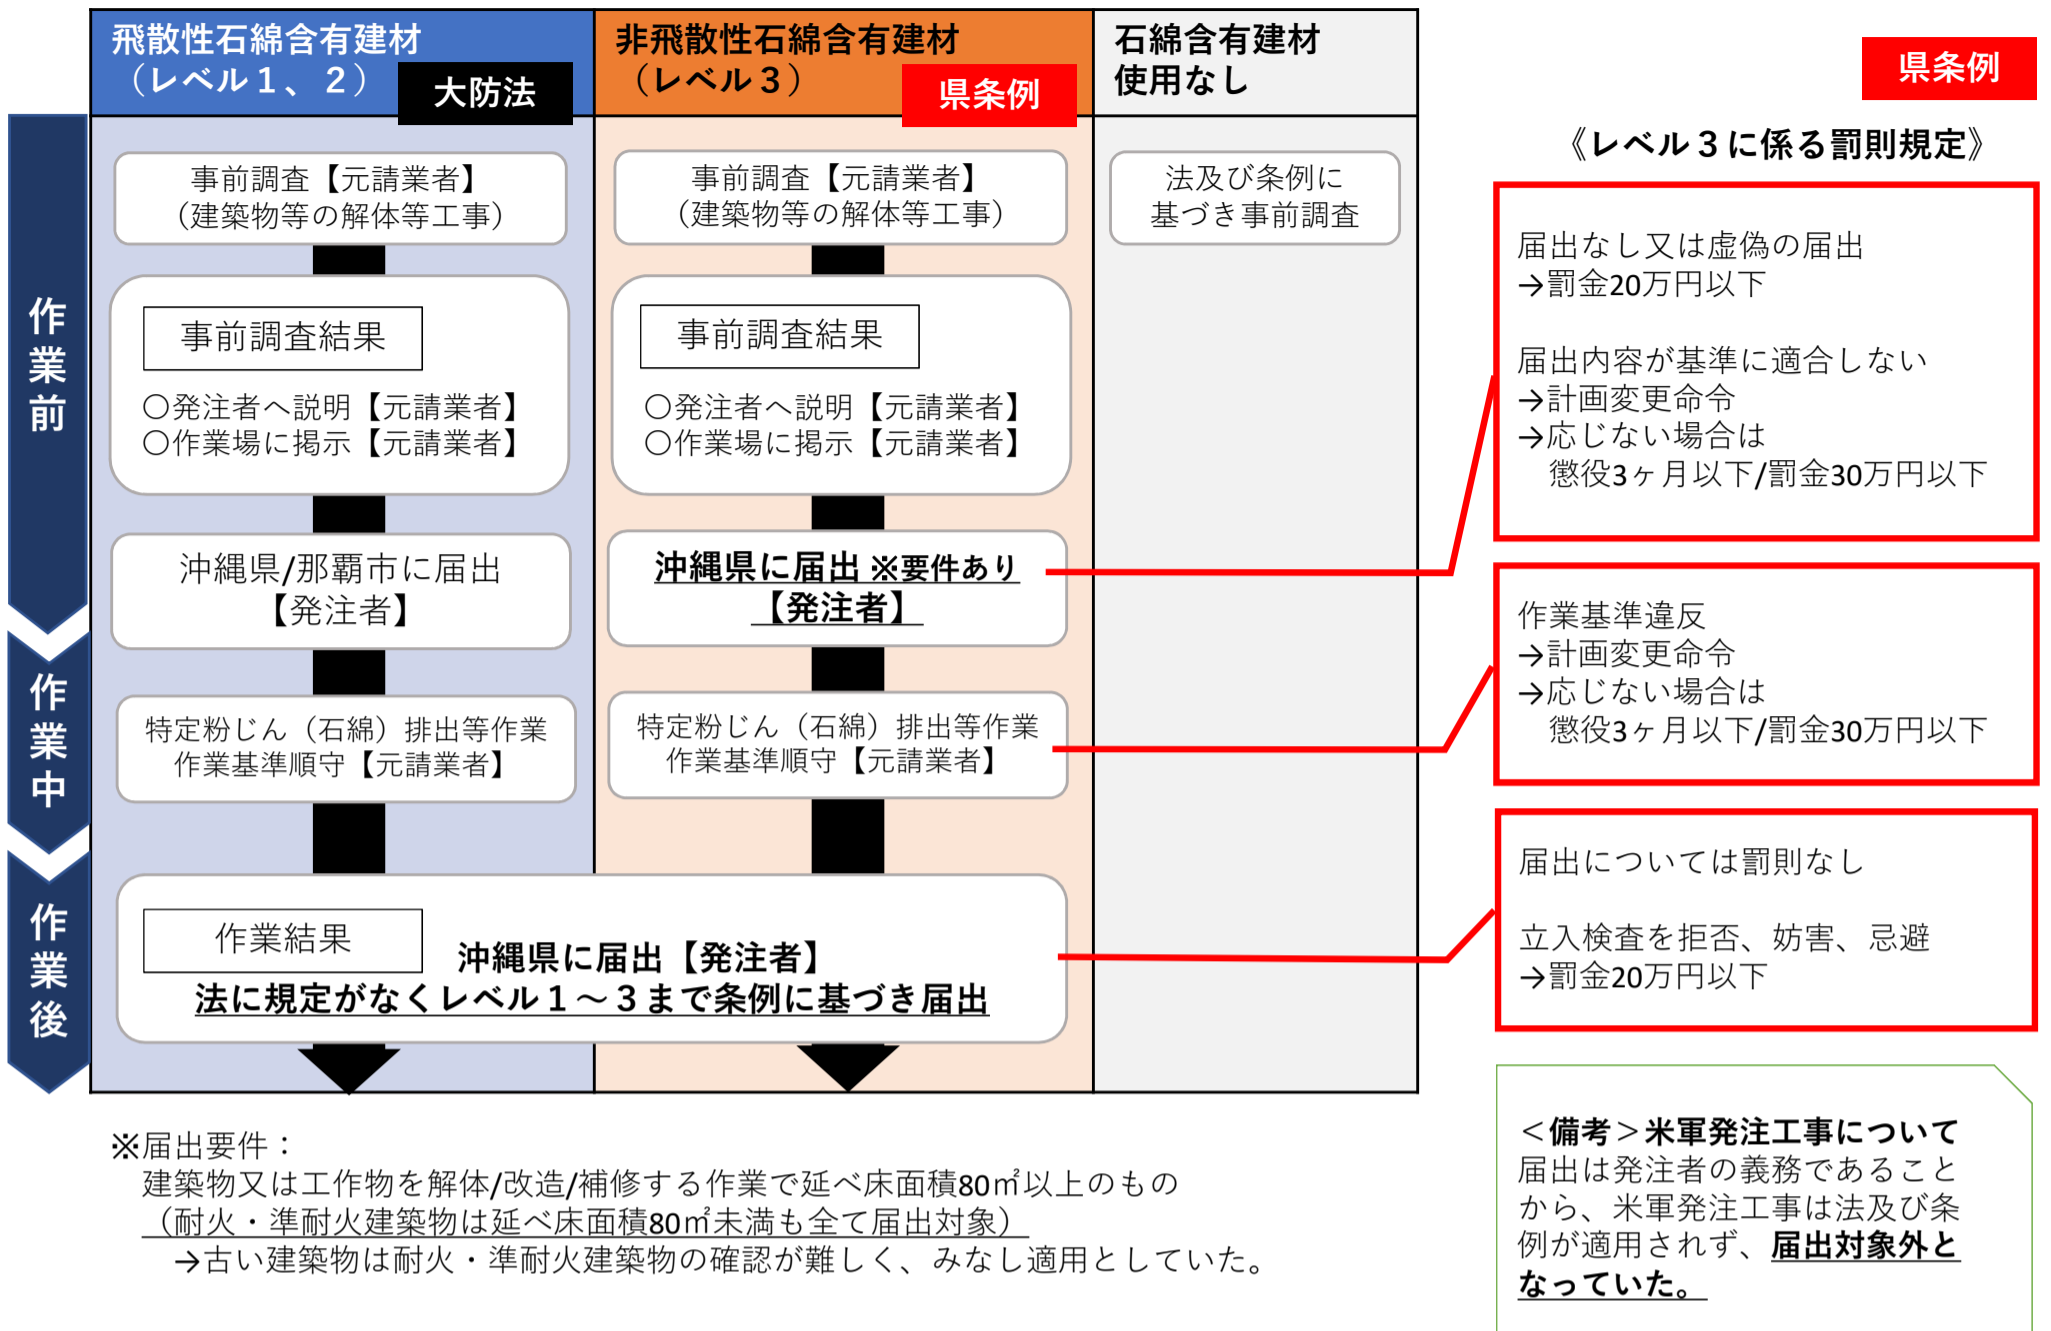 飛散性石綿含有建材
（レベル１、２）
大防法
非飛散性石綿含有建材
（レベル３）
県条例
石綿含有建材
使用なし
作業前
事前調査【元請業者】
（建築物等の解体等工事）
事前調査結果
〇発注者へ説明【元請業者】
〇作業場に掲示【元請業者】
沖縄県/那覇市に届出
【発注者】
事前調査【元請業者】
（建築物等の解体等工事）
事前調査結果
〇発注者へ説明【元請業者】
〇作業場に掲示【元請業者】
沖縄県に届出 ※要件あり
【発注者】
法及び条例に
基づき事前調査
作業中
特定粉じん（石綿）排出等作業
作業基準順守【元請業者】
特定粉じん（石綿）排出等作業
作業基準順守【元請業者】
作業後
作業結果
沖縄県に届出【発注者】
法に規定がなくレベル１～３まで条例に基づき届出
県条例
《レベル３に係る罰則規定》
届出なし又は虚偽の届出
→罰金20万円以下
届出内容が基準に適合しない
→計画変更命令
→応じない場合は
懲役3ヶ月以下/罰金30万円以下
作業基準違反
→計画変更命令
→応じない場合は
懲役3ヶ月以下/罰金30万円以下
届出については罰則なし
立入検査を拒否、妨害、忌避
→罰金20万円以下
※届出要件：
建築物又は工作物を解体/改造/補修する作業で延べ床面積80㎡以上のもの
（耐火・準耐火建築物は延べ床面積80㎡未満も全て届出対象）
→古い建築物は耐火・準耐火建築物の確認が難しく、みなし適用としていた。
＜備考＞米軍発注工事について
届出は発注者の義務であること
から、米軍発注工事は法及び条
例が適用されず、届出対象外と
なっていた。